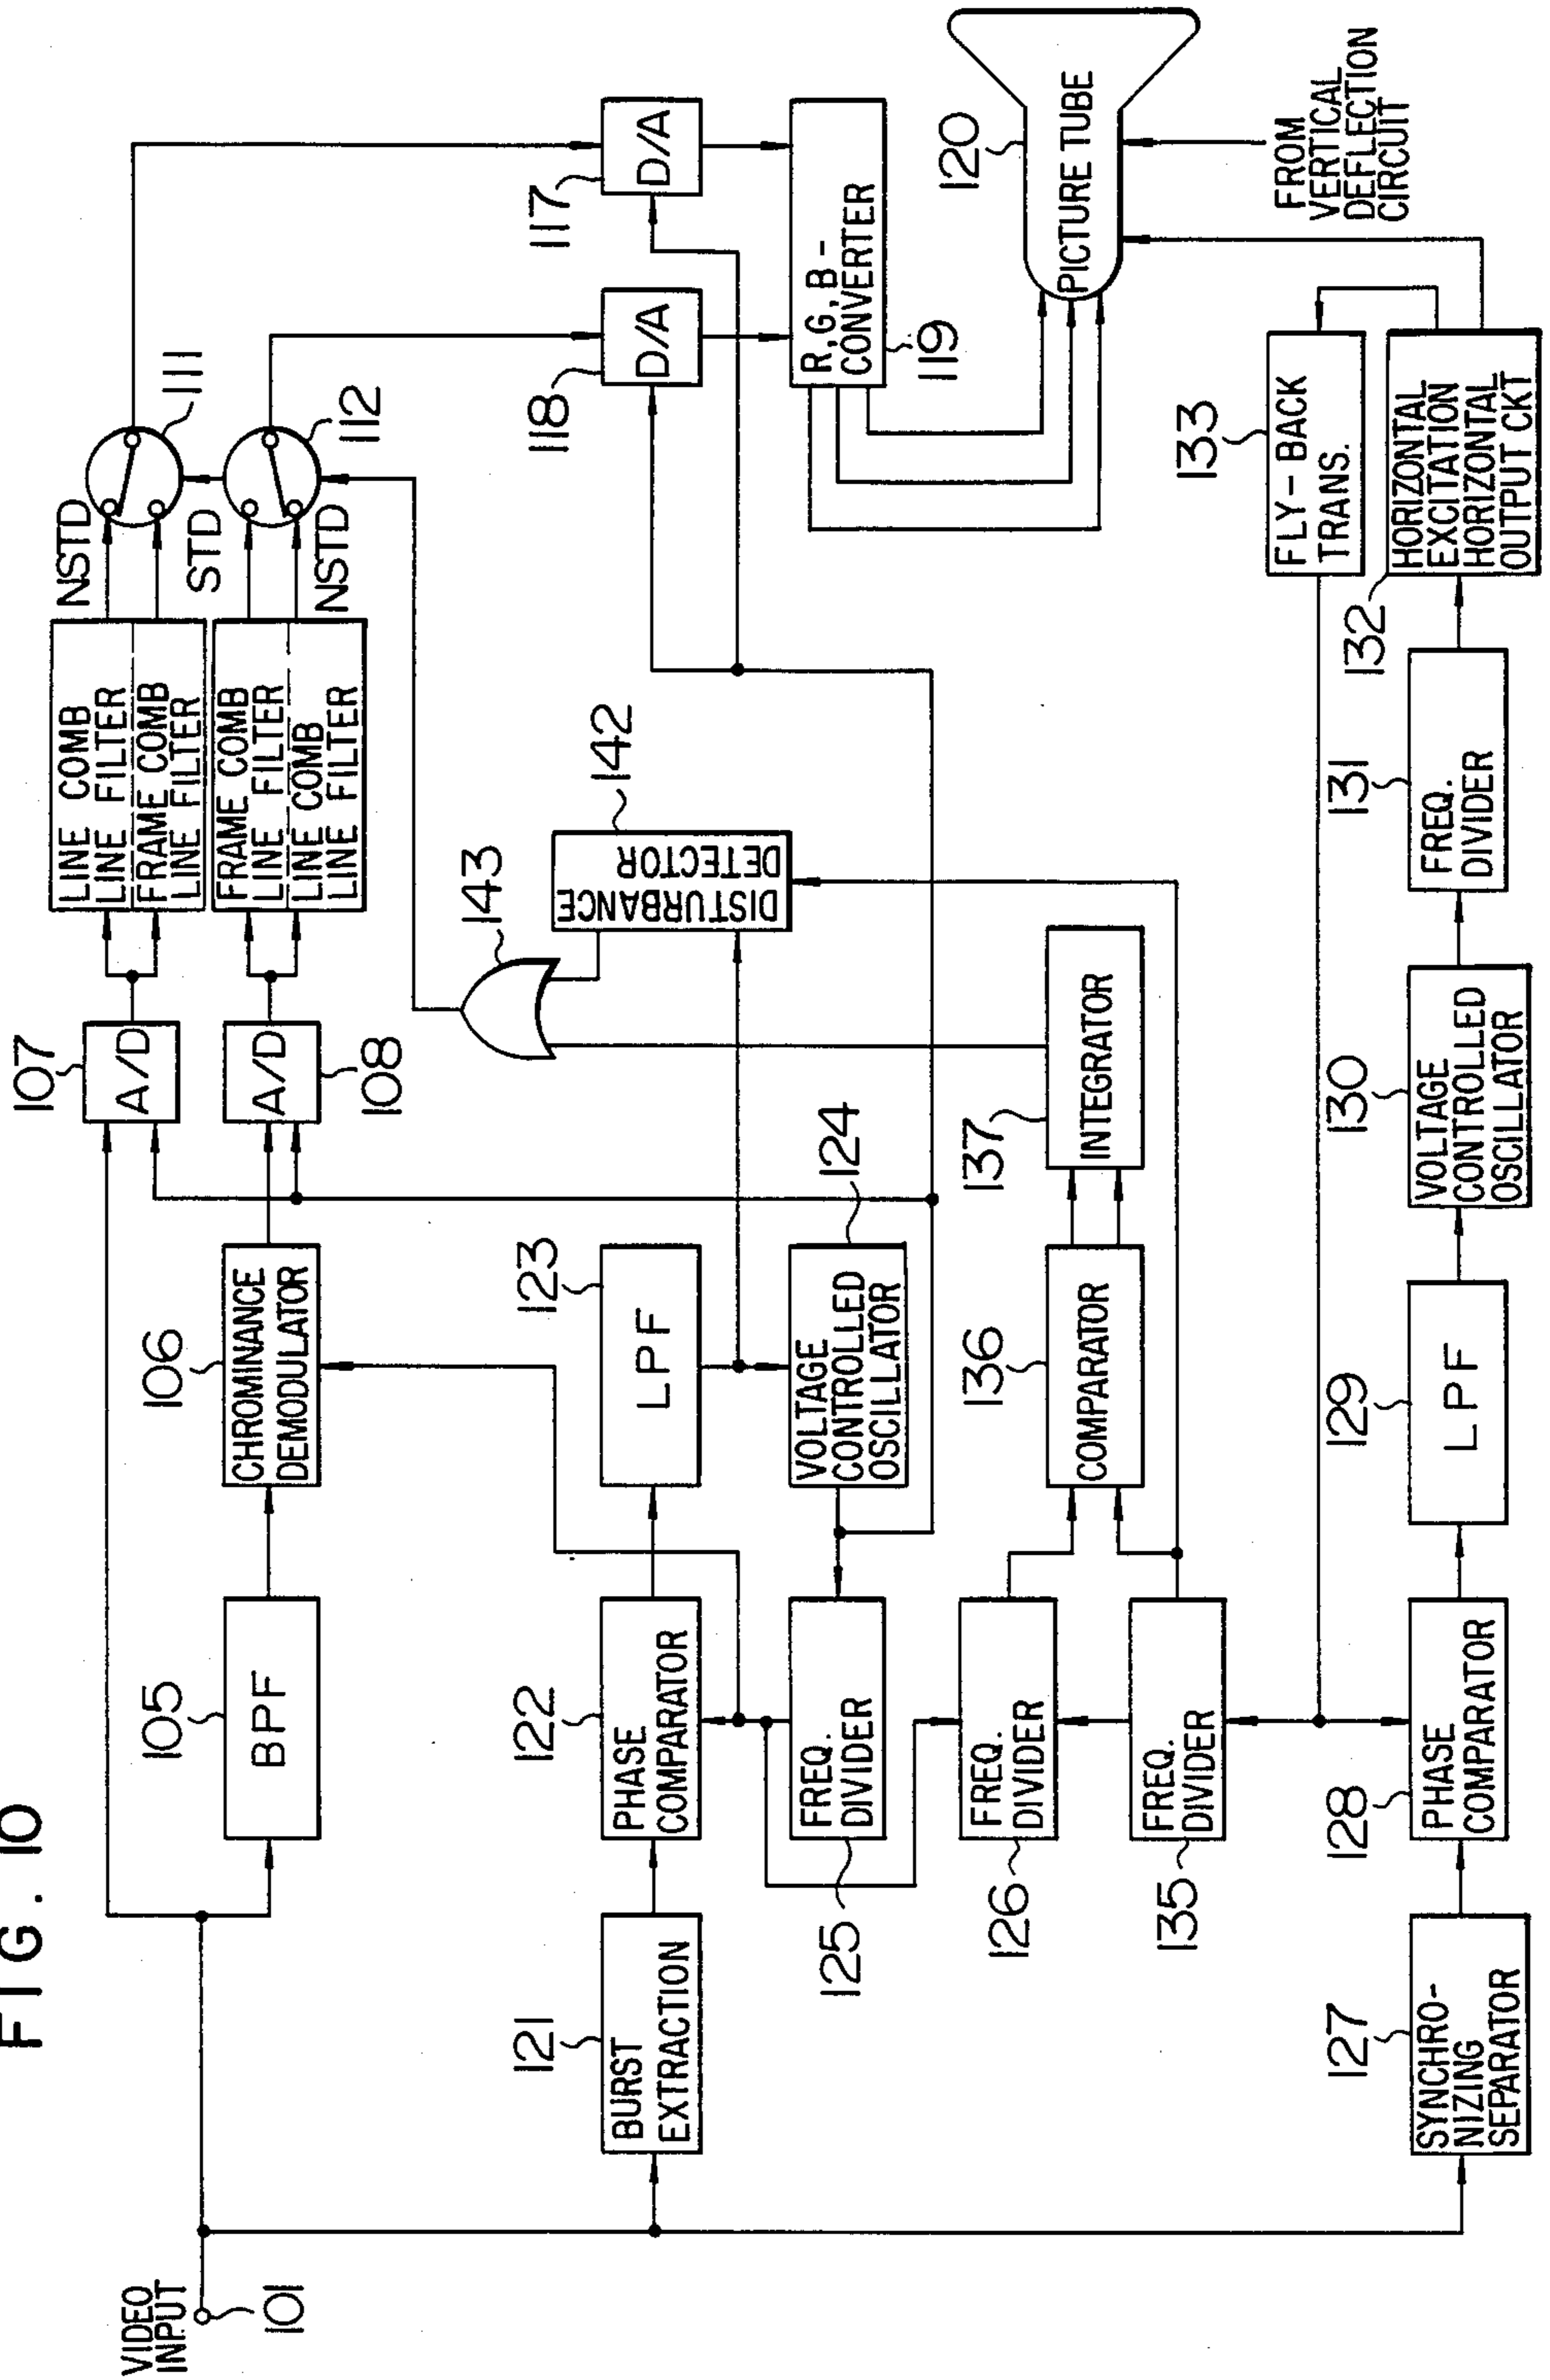 FIG. 10
VIDEO
INPUT
101
105
BPF
106
CHROMINANCE
DEMODULATOR
107
A/D
A/D
108
LINE COMB
LINE FILTER
FRAME COMB
LINE FILTER
FRAME COMB
LINE FILTER
LINE COMB
LINE FILTER
NSTD
STD
NSTD
111
112
117
D/A
118
D/A
R, G, B -
CONVERTER
119
120
PICTURE TUBE
FROM
VERTICAL
DEFLECTION
CIRCUIT
121
BURST
EXTRACTION
122
PHASE
COMPARATOR
123
LPF
124
VOLTAGE
CONTROLLED
OSCILLATOR
FREQ.
DIVIDER
125
143
142
DISTURBANCE
DETECTOR
FREQ.
DIVIDER
126
FREQ.
DIVIDER
135
136
COMPARATOR
137
INTEGRATOR
127
SYNCHRO-
NIZING
SEPARATOR
128
PHASE
COMPARATOR
129
LPF
130
VOLTAGE
CONTROLLED
OSCILLATOR
131
FREQ.
DIVIDER
132
HORIZONTAL
EXCITATION
HORIZONTAL
OUTPUT CKT
133
FLY-BACK
TRANS.